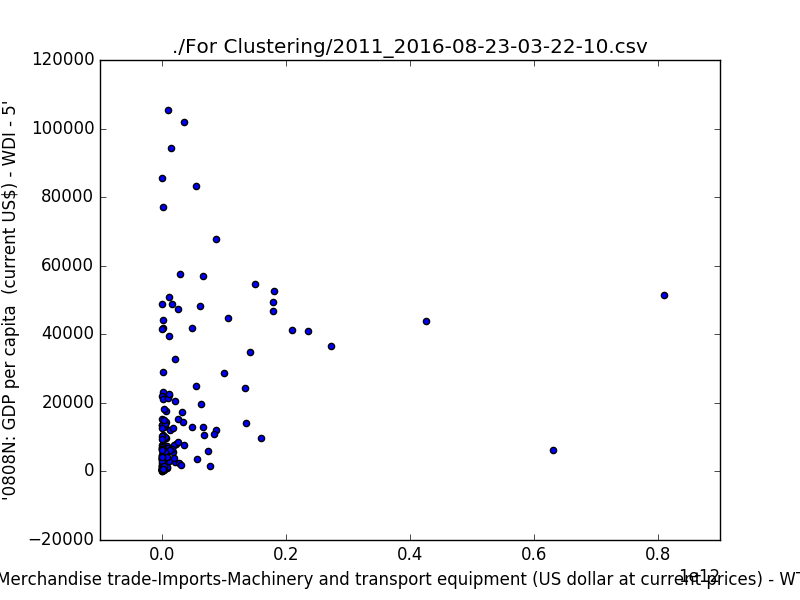 ./For Clustering/2011_2016-08-23-03-22-10.csv
120000
100000
80000
60000
40000
20000
0
−20000
'0808N: GDP per capita (current US$) - WDI - 5'
0.0 0.2 0.4 0.6 0.8
1e12
Merchandise trade-Imports-Machinery and transport equipment (US dollar at current prices) - WT